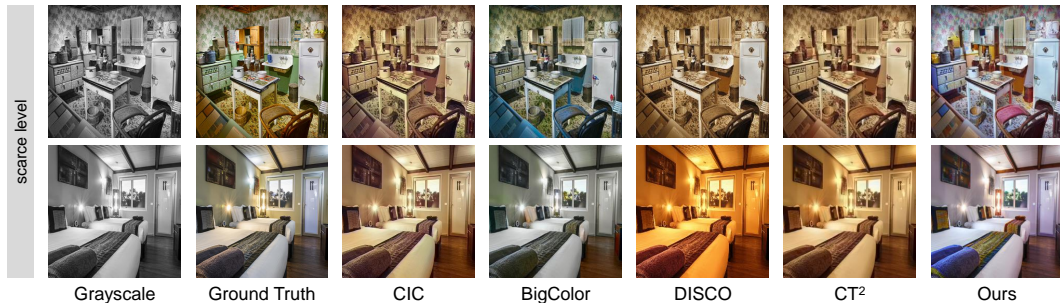 scarce level
Grayscale
Ground Truth
CIC
BigColor
DISCO
CT²
Ours